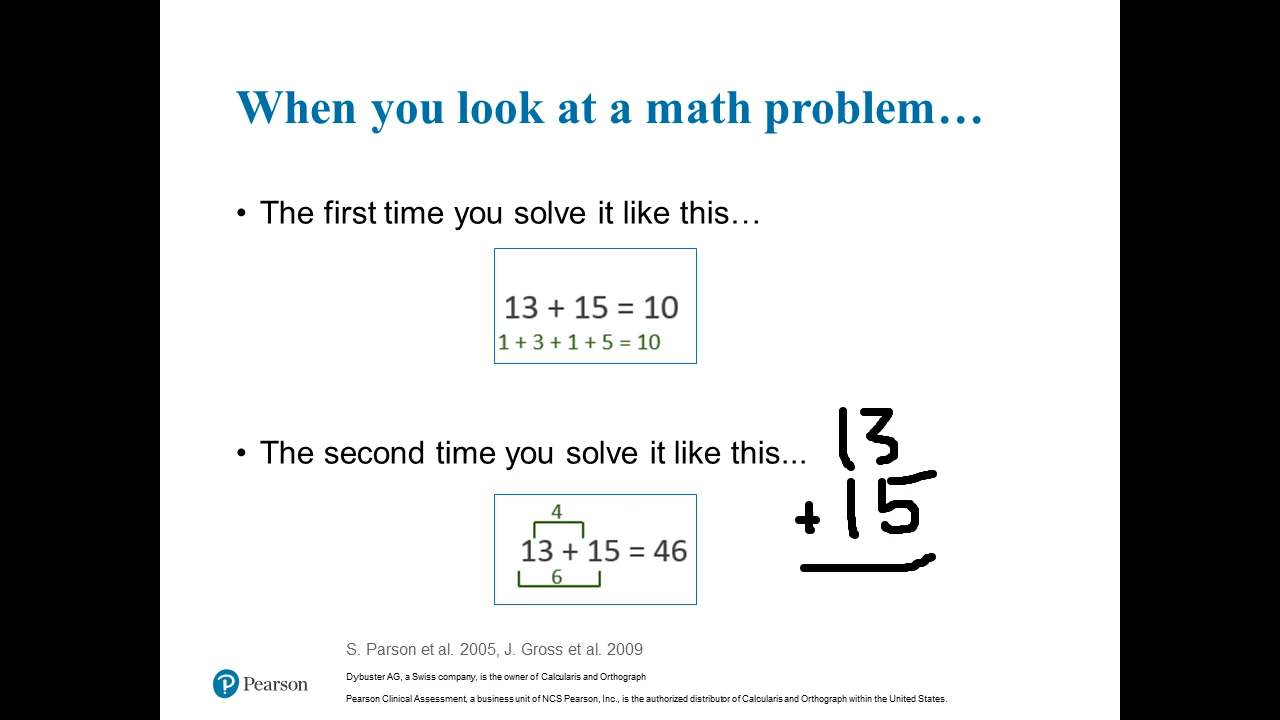 When you look at a math problem…
• The first time you solve it like this…
13 + 15 = 10
1 + 3 + 1 + 5 = 10
• The second time you solve it like this...
4
13 + 15 = 46
6
13
+ 15
S. Parson et al. 2005, J. Gross et al. 2009
Dybuster AG, a Swiss company, is the owner of Calcularis and Orthograph
Pearson
Pearson Clinical Assessment, a business unit of NCS Pearson, Inc., is the authorized distributor of Calcularis and Orthograph within the United States.